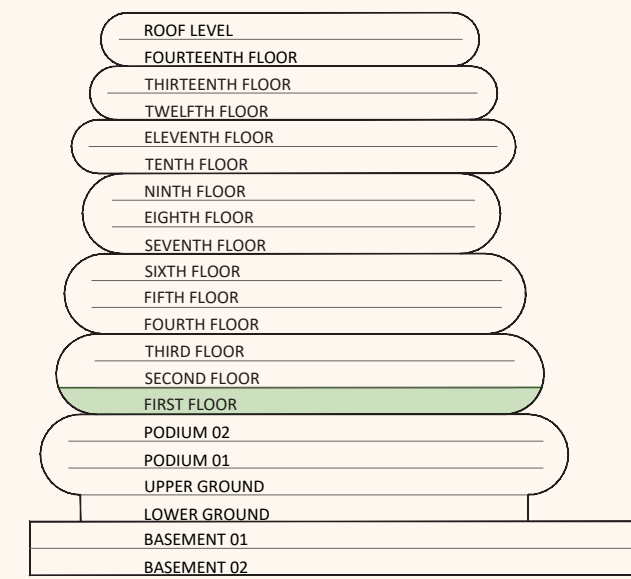 ROOF LEVEL
FOURTEENTH FLOOR
THIRTEENTH FLOOR
TWELFTH FLOOR
ELEVENTH FLOOR
TENTH FLOOR
NINTH FLOOR
EIGHTH FLOOR
SEVENTH FLOOR
SIXTH FLOOR
FIFTH FLOOR
FOURTH FLOOR
THIRD FLOOR
SECOND FLOOR
FIRST FLOOR
PODIUM 02
PODIUM 01
UPPER GROUND
LOWER GROUND
BASEMENT 01
BASEMENT 02